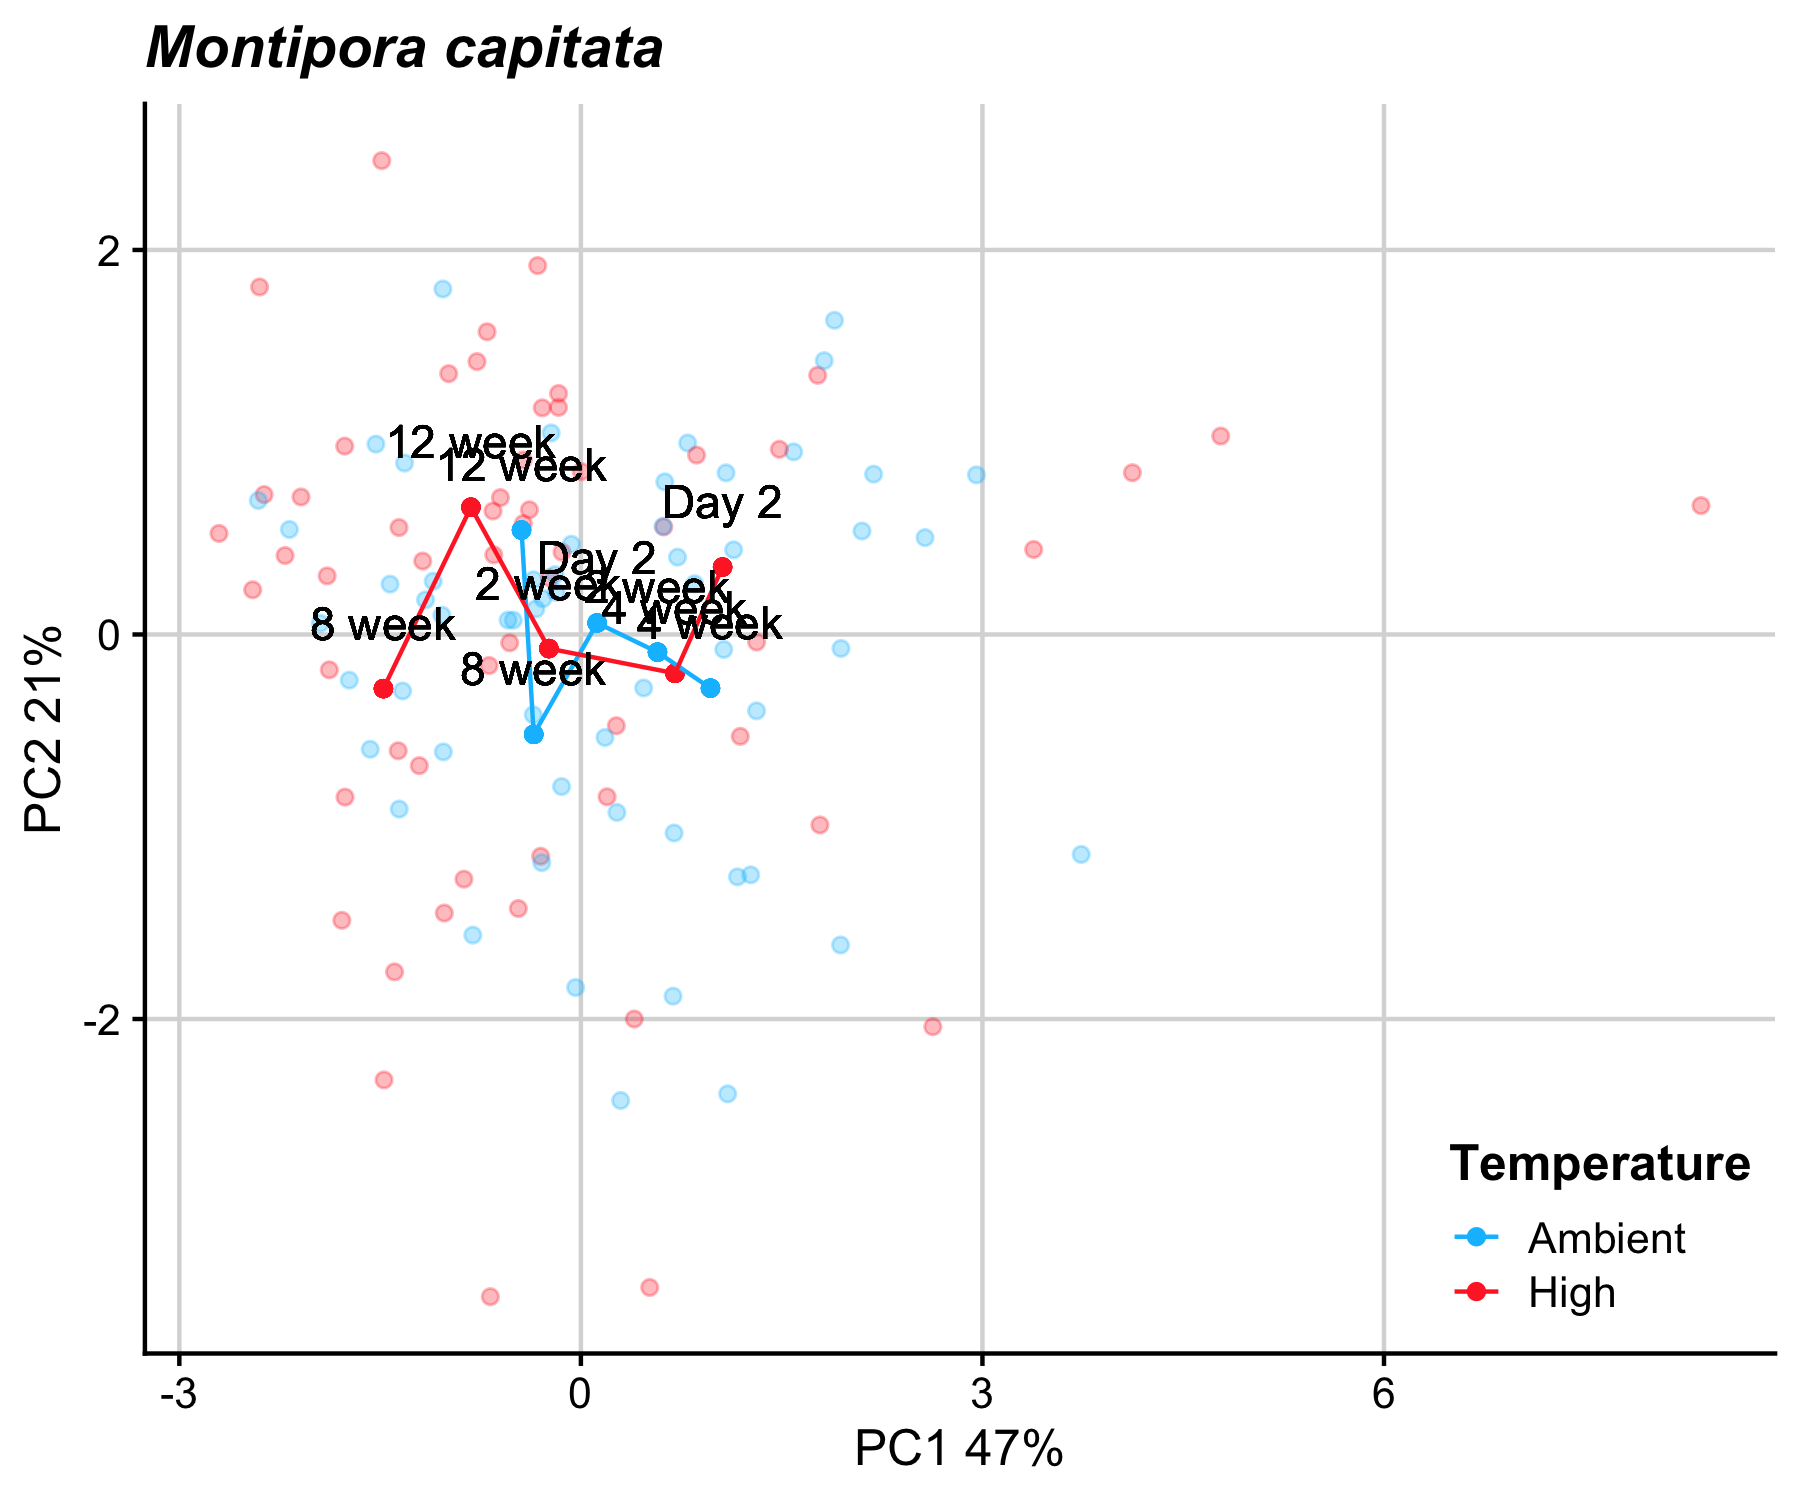 Montipora capitata
2
0
-2
PC2 21%
12 week
12 week
Day 2
Day 2
2 week
2 week
4 week
4 week
8 week
8 week
Temperature
Ambient
High
-3
0
3
6
PC1 47%